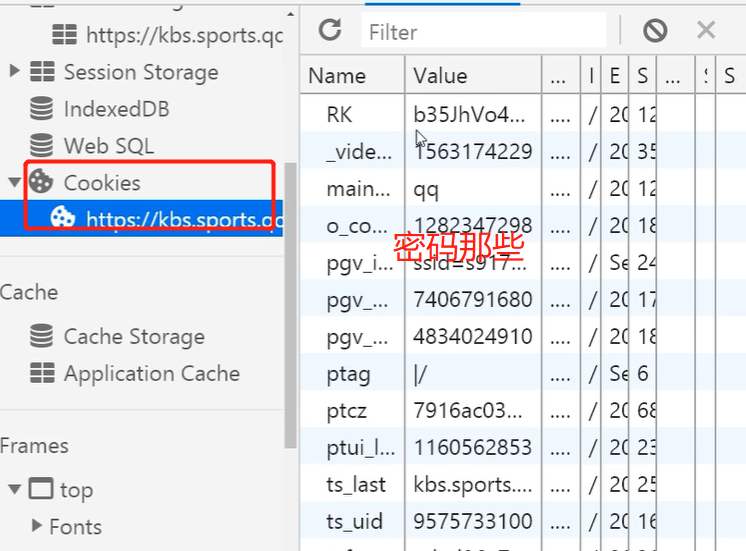 https://kbs.sports.qc
Session Storage
IndexedDB
Web SQL
Cookies
https://kbs.sports.qc
Cache
Cache Storage
Application Cache
Frames
top
Fonts
Filter
Name Value ... I E S ... S
RK b35JhVo4... .... / 20 12
_vide... 1563174229 .... / 20 35
main... qq .... / 20 12
o_co... 1282347298 .... / 20 18
密码那些
pgv_i... ssid=s917... .... / Se 24
pgv_... 7406791680 .... / 20 17
pgv_... 4834024910 .... / 20 18
ptag |/ .... / Se 6
ptcz 7916ac03... .... / 20 68
ptui_l... 1160562853 .... / 20 23
ts_last kbs.sports.... .... / 20 25
ts_uid 9575733100 .... / 20 16